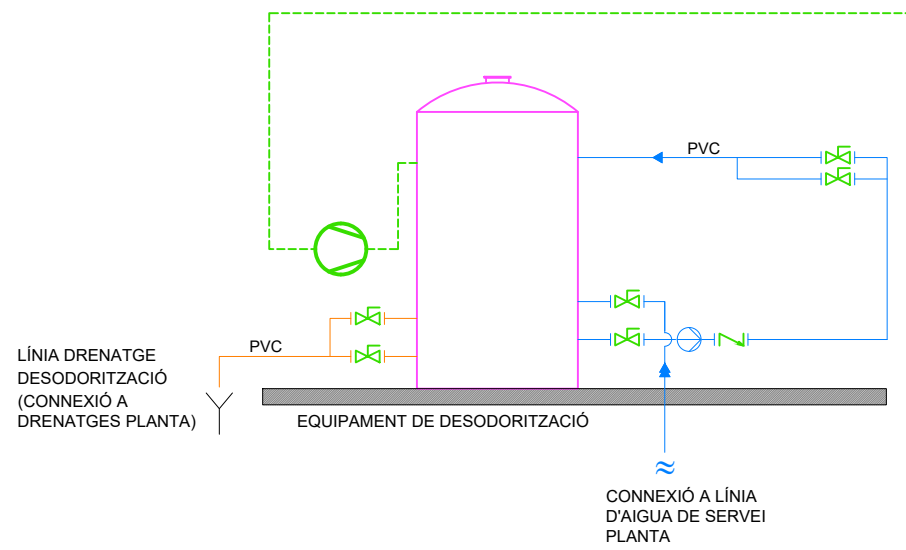 PVC
PVC
LÍNIA DRENATGE
DESODORITZACIÓ
(CONNEXIÓ A
DRENATGES PLANTA)
EQUIPAMENT DE DESODORITZACIÓ
CONNEXIÓ A LÍNIA
D'AIGUA DE SERVEI
PLANTA